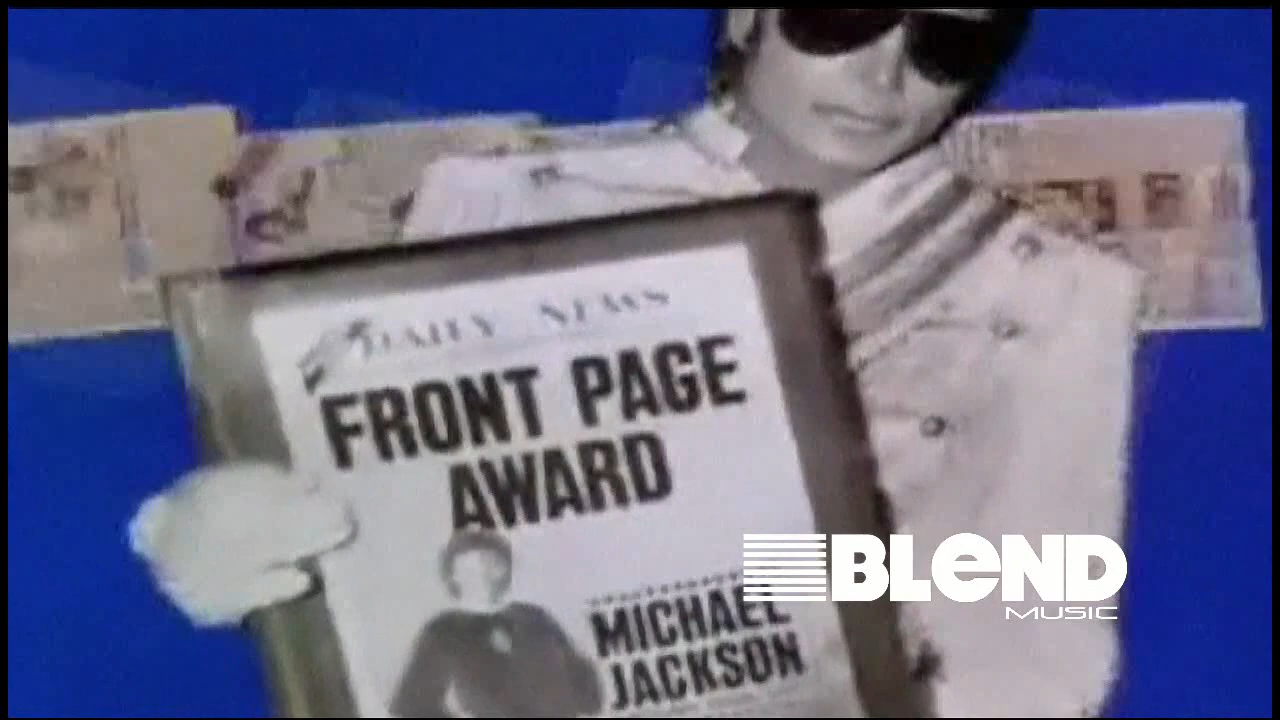 DAILY NEWS
FRONT PAGE
AWARD
MICHAEL
JACKSON
BLeND
MUSIC